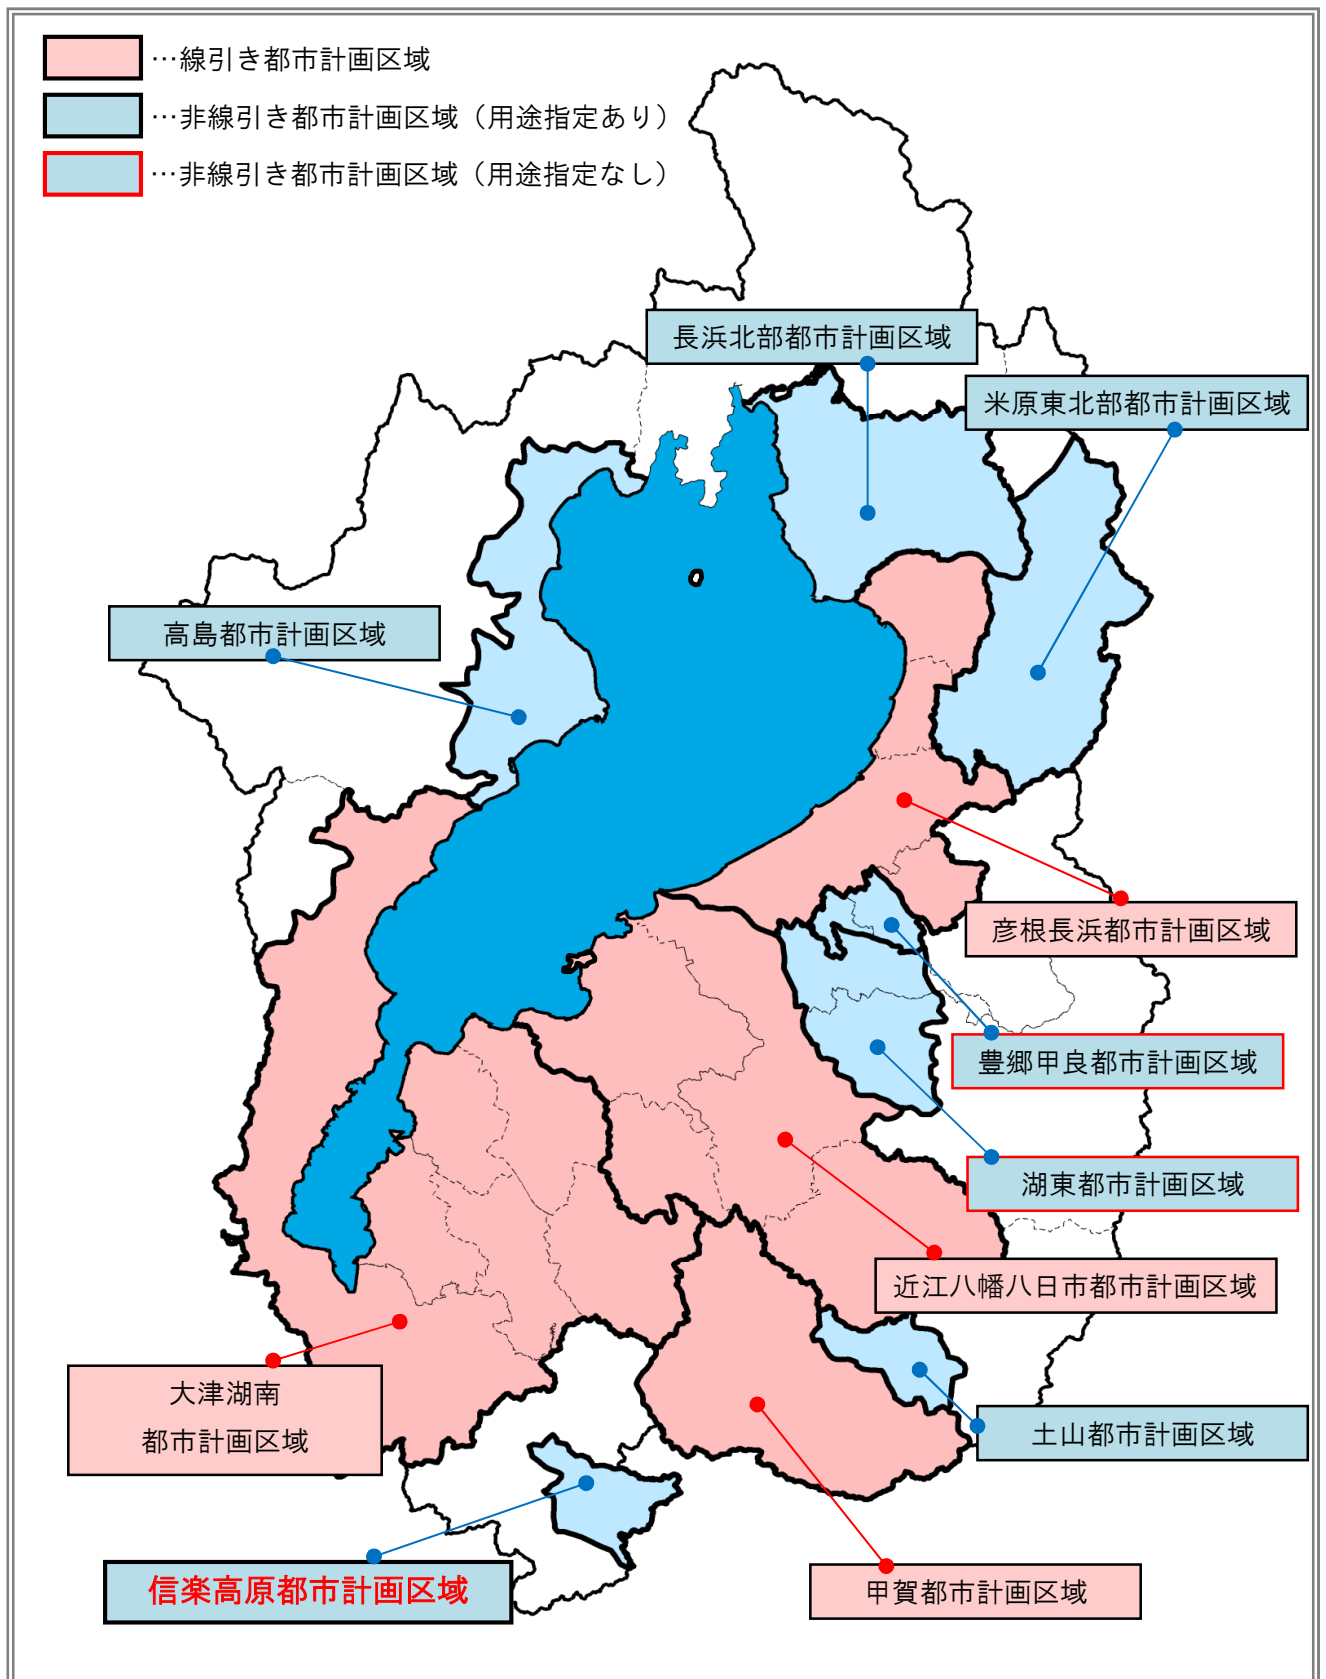 …線引き都市計画区域
…非線引き都市計画区域（用途指定あり）
…非線引き都市計画区域（用途指定なし）
長浜北部都市計画区域
米原東北部都市計画区域
高島都市計画区域
彦根長浜都市計画区域
豊郷甲良都市計画区域
湖東都市計画区域
近江八幡八日市都市計画区域
大津湖南
都市計画区域
土山都市計画区域
信楽高原都市計画区域
甲賀都市計画区域